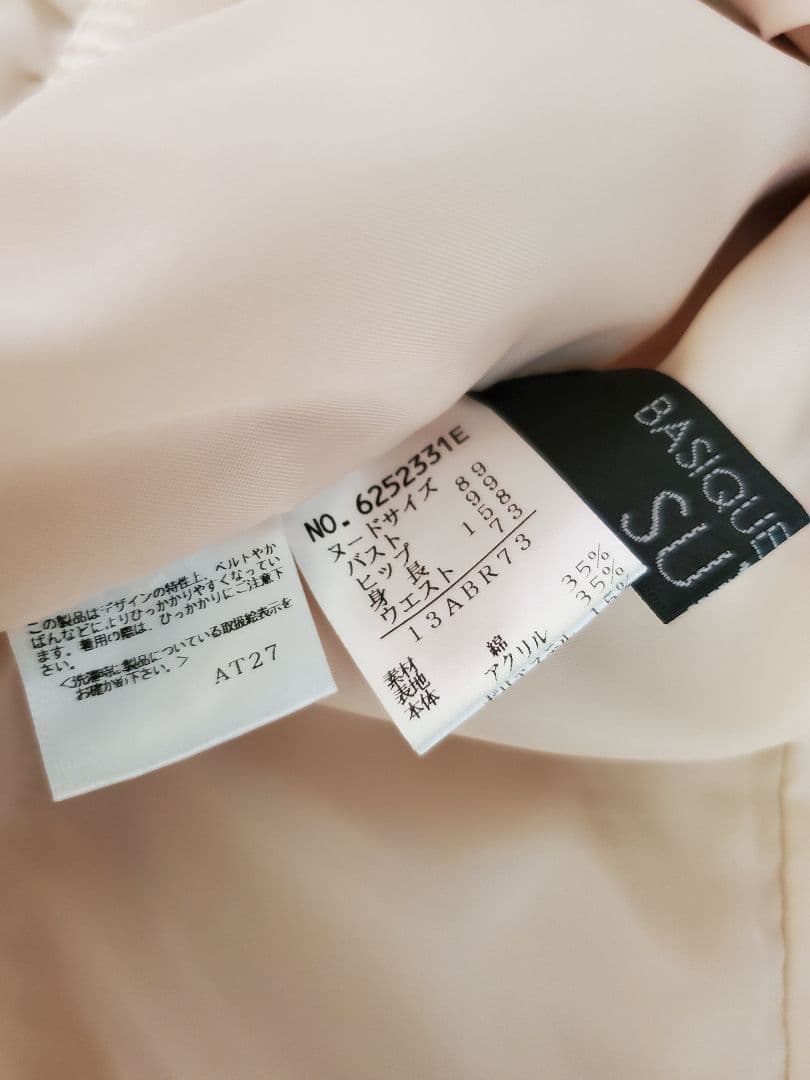 この製品はデザインの特性上、ベルトやか
ばんなどによりひっかかりやすくなってい
ます。着用の際は、ひっかかりにご注意下
さい。
<洗濯時に製品についている取扱絵表示を
お確かめ下さい。>
AT27
NO. 6252331E
ヌードサイズ
バスト 89
ヒップ 99
身長 158
ウエスト 73
13ABR73
素材
表地
本体
綿 35%
アクリル 35%
15%
BASIQUE
SU